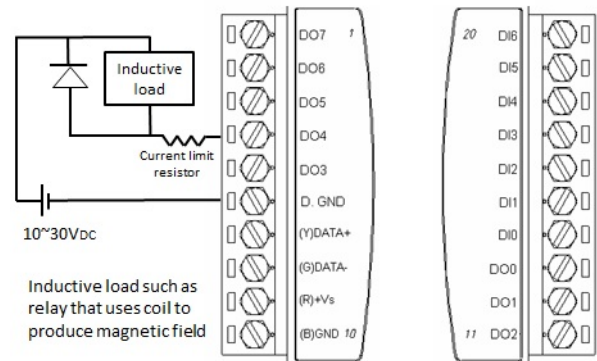 Inductive
load
Current limit
resistor
10~30VDC
Inductive load such as
relay that uses coil to
produce magnetic field
DO7 1
DO6
DO5
DO4
DO3
D. GND
(Y)DATA+
(G)DATA-
(R)+Vs
(B)GND 10
20 DI6
DI5
DI4
DI3
DI2
DI1
DI0
DO0
DO1
11 DO2